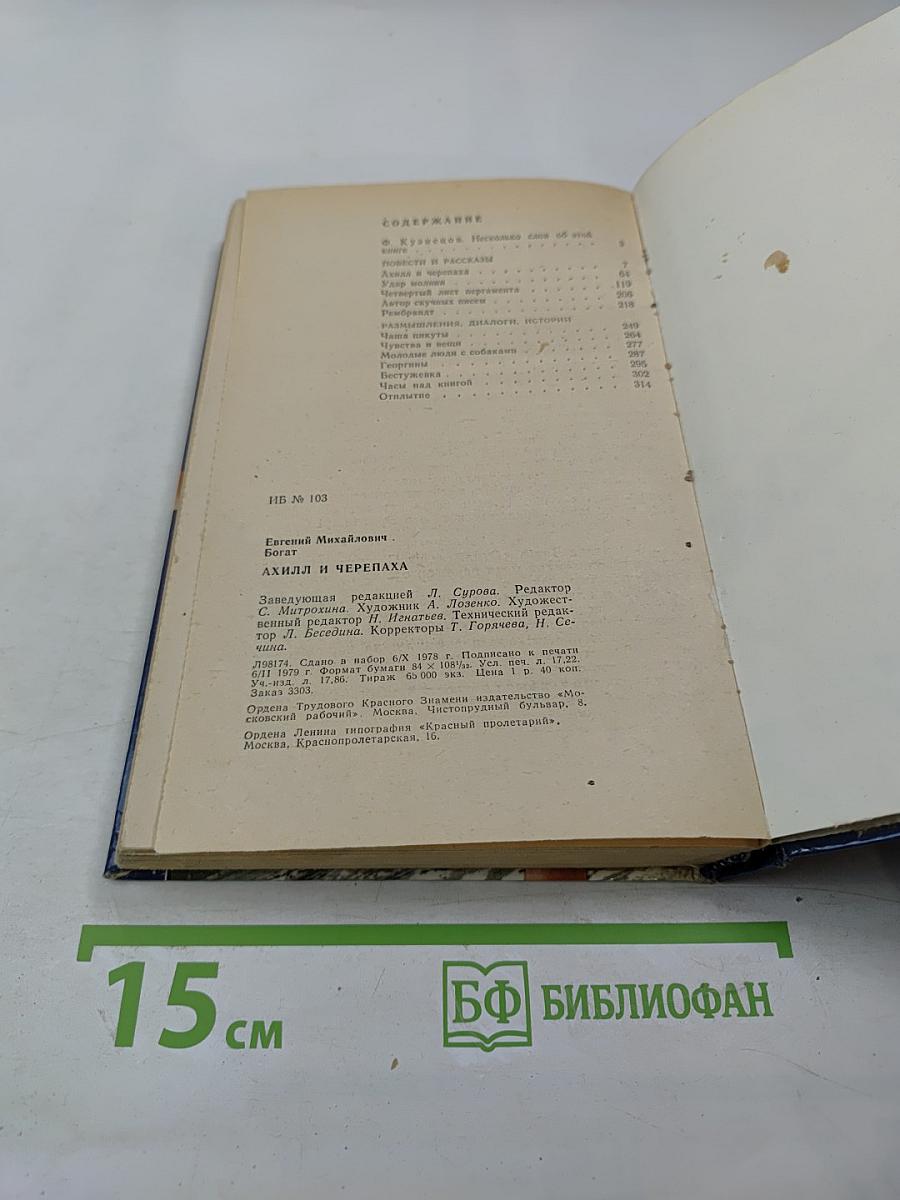 СОДЕРЖАНИЕ
Ф. Кузнецов. Несколько слов об этой
книге . . . . . . . . . . . . . . . 5
ПОВЕСТИ И РАССКАЗЫ
Ахилл и черепаха . . . . . . . . . . 7
Удар молнии . . . . . . . . . . . . 64
Четвертый лист пергамента . . . . . . 119
Автор скучных писем . . . . . . . . . 206
Рембрандт . . . . . . . . . . . . . 218
РАЗМЫШЛЕНИЯ, ДИАЛОГИ, ИСТОРИИ
Чаша цикуты . . . . . . . . . . . . 249
Чувства и вещи . . . . . . . . . . . 264
Молодые люди с собаками . . . . . . . 277
Георгины . . . . . . . . . . . . . . 287
Бестужевка . . . . . . . . . . . . . 295
Часы над книгой . . . . . . . . . . . 302
Отплытие . . . . . . . . . . . . . . 314
ИБ № 103
Евгений Михайлович
Богат
АХИЛЛ И ЧЕРЕПАХА
Заведующая редакцией Л. Сурова. Редактор
С. Митрохина. Художник А. Лозенко. Художест-
венный редактор Н. Игнатьев. Технический редак-
тор Л. Беседина. Корректоры Т. Горячева, Н. Се-
чина.
Л98174. Сдано в набор 6/X 1978 г. Подписано к печати
6/II 1979 г. Формат бумаги 84 × 108¹/₃₂. Усл. печ. л. 17,22.
Уч.-изд. л. 17,86. Тираж 65 000 экз. Цена 1 р. 40 коп.
Заказ 3303.
Ордена Трудового Красного Знамени издательство «Мо-
сковский рабочий». Москва, Чистопрудный бульвар, 8.
Ордена Ленина типография «Красный пролетарий».
Москва, Краснопролетарская, 16.
15 см
БФ БИБЛИОФАН